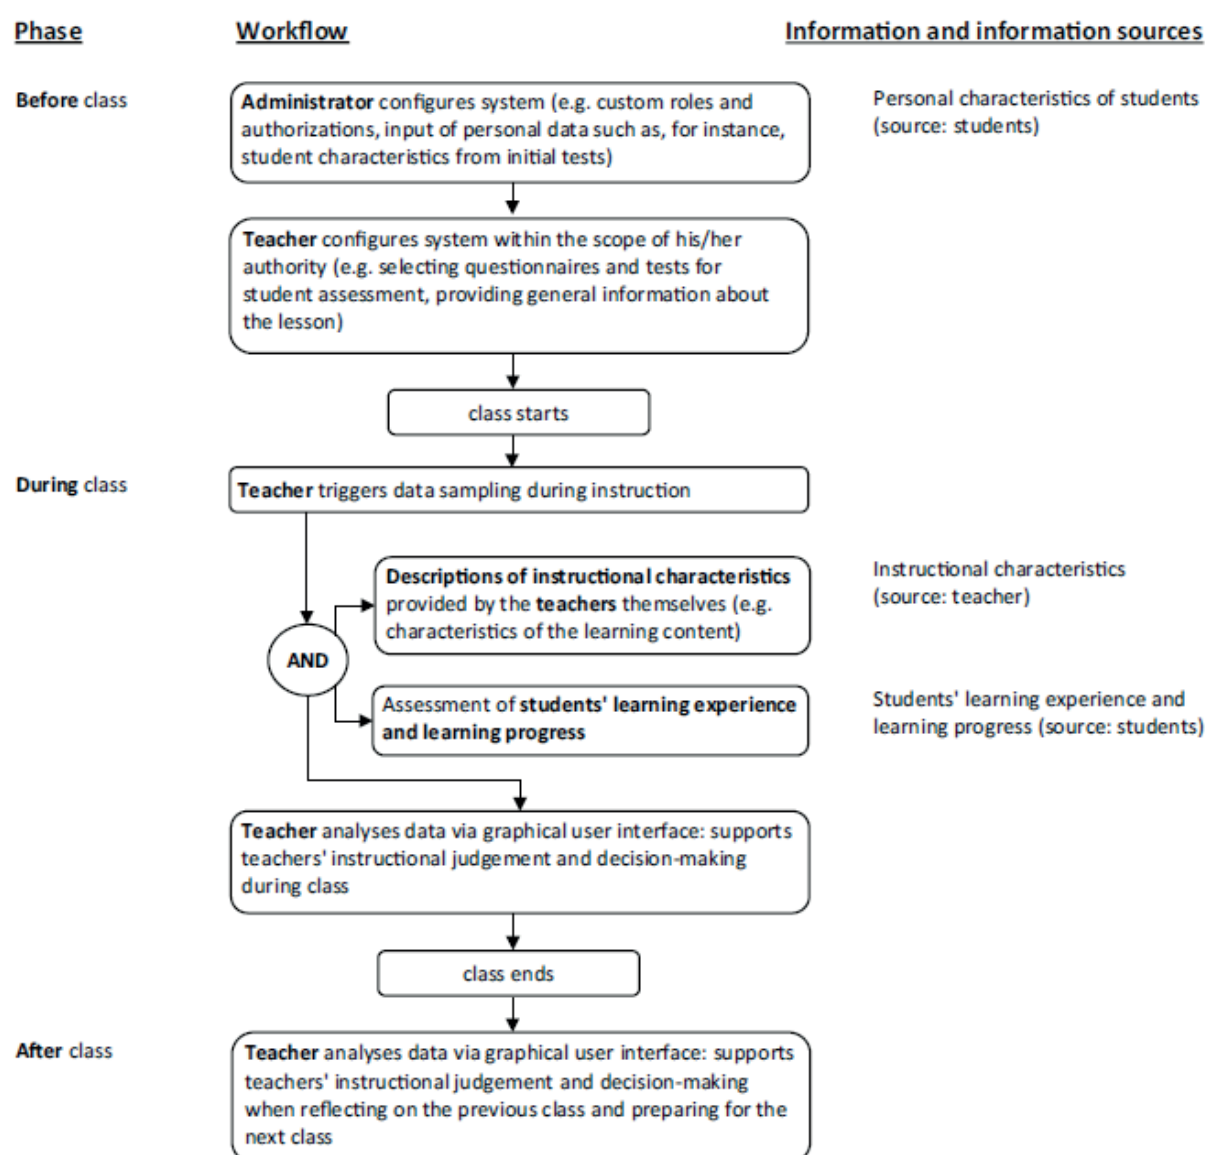 Phase
Workflow
Information and information sources
Before class
Administrator configures system (e.g. custom roles and
authorizations, input of personal data such as, for instance,
student characteristics from initial tests)
Personal characteristics of students
(source: students)
Teacher configures system within the scope of his/her
authority (e.g. selecting questionnaires and tests for
student assessment, providing general information about
the lesson)
class starts
During class
Teacher triggers data sampling during instruction
Descriptions of instructional characteristics
provided by the teachers themselves (e.g.
characteristics of the learning content)
Instructional characteristics
(source: teacher)
AND
Assessment of students' learning experience
and learning progress
Students' learning experience and
learning progress (source: students)
Teacher analyses data via graphical user interface: supports
teachers' instructional judgement and decision-making
during class
class ends
After class
Teacher analyses data via graphical user interface: supports
teachers' instructional judgement and decision-making
when reflecting on the previous class and preparing for the
next class